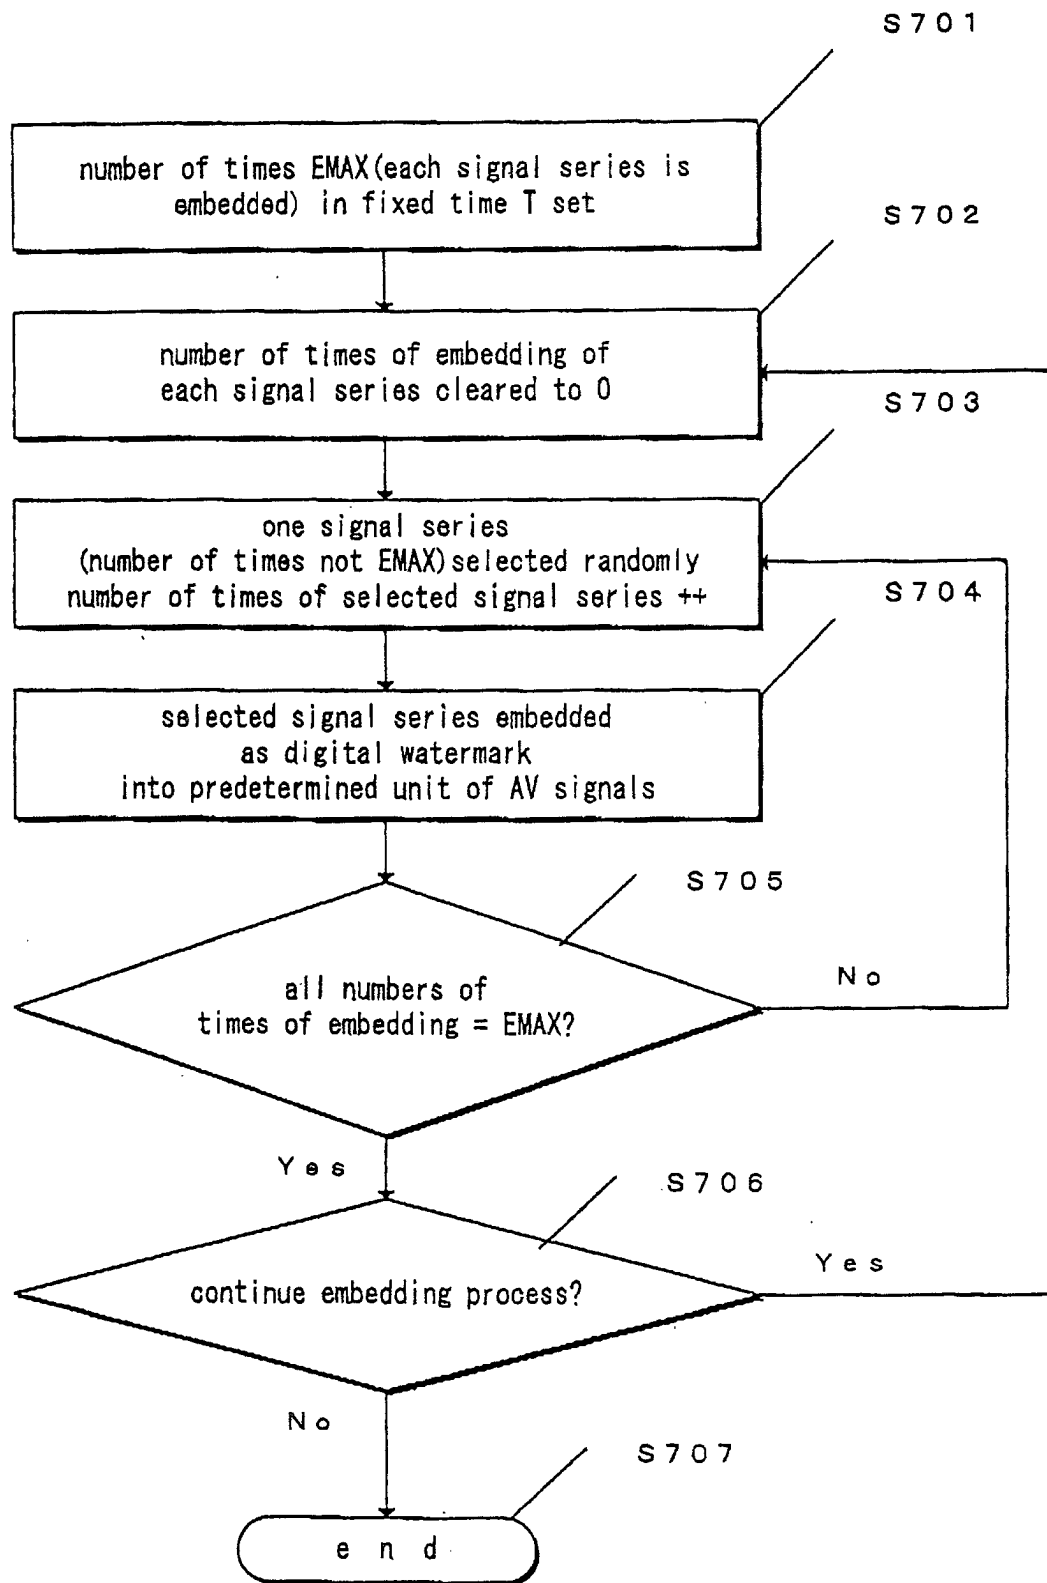 S701
number of times EMAX(each signal series is
embedded) in fixed time T set
S702
number of times of embedding of
each signal series cleared to 0
S703
one signal series
(number of times not EMAX)selected randomly
number of times of selected signal series ++
S704
selected signal series embedded
as digital watermark
into predetermined unit of AV signals
S705
all numbers of
times of embedding = EMAX?
No
Yes
S706
continue embedding process?
Yes
No
S707
end